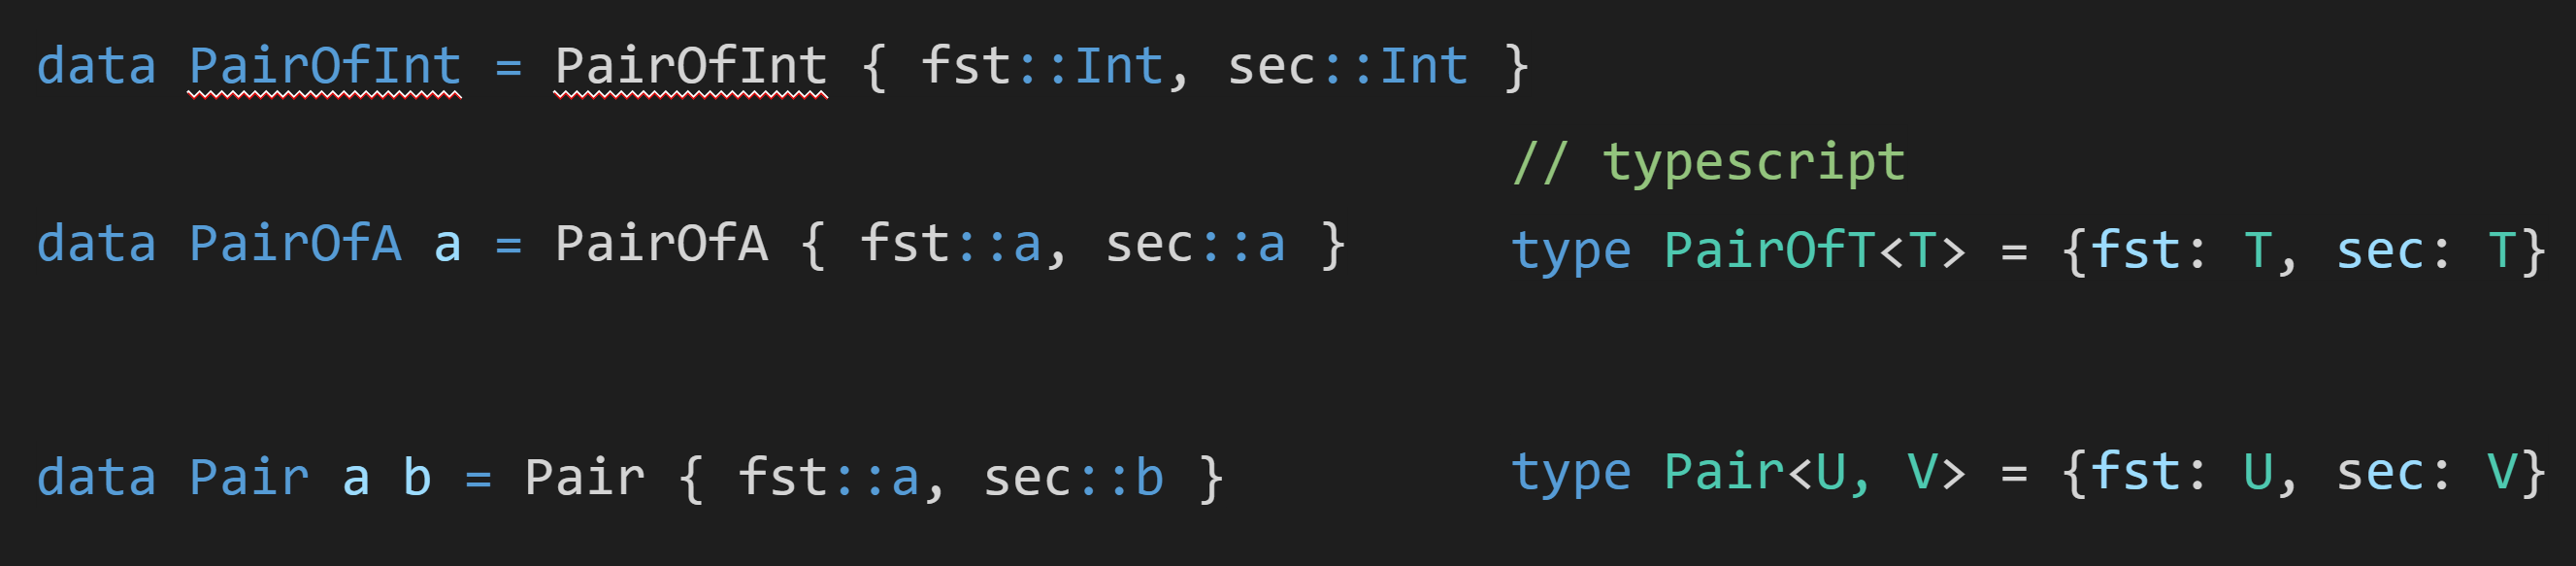 data PairOfInt = PairOfInt { fst::Int, sec::Int }
// typescript
data PairOfA a = PairOfA { fst::a, sec::a }
type PairOfT<T> = {fst: T, sec: T}
data Pair a b = Pair { fst::a, sec::b }
type Pair<U, V> = {fst: U, sec: V}